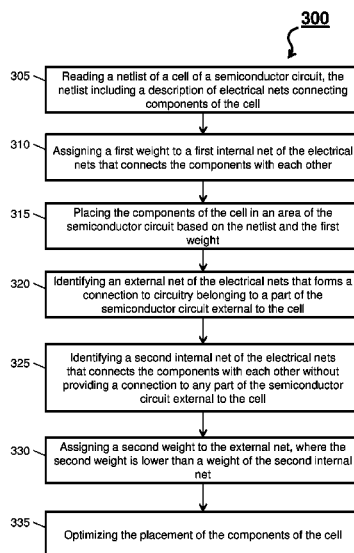 300
305
Reading a netlist of a cell of a semiconductor circuit, the
netlist including a description of electrical nets connecting
components of the cell
310
Assigning a first weight to a first internal net of the electrical
nets that connects the components with each other
315
Placing the components of the cell in an area of the
semiconductor circuit based on the netlist and the first
weight
320
Identifying an external net of the electrical nets that forms a
connection to circuitry belonging to a part of the
semiconductor circuit external to the cell
325
Identifying a second internal net of the electrical nets
that connects the components with each other without
providing a connection to any part of the semiconductor
circuit external to the cell
330
Assigning a second weight to the external net, where the
second weight is lower than a weight of the second internal
net
335
Optimizing the placement of the components of the cell